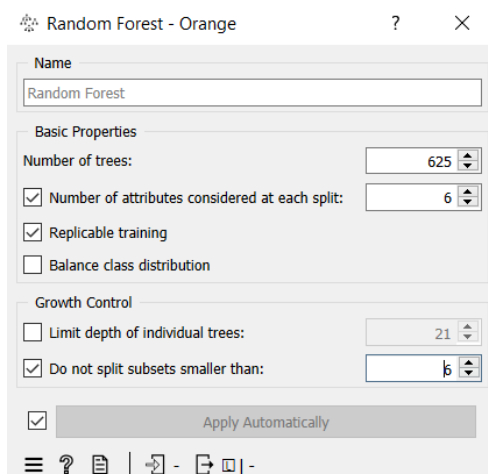 Random Forest - Orange ?
Name
Random Forest
Basic Properties
Number of trees: 625
Number of attributes considered at each split: 6
Replicable training
Balance class distribution
Growth Control
Limit depth of individual trees: 21
Do not split subsets smaller than: 6
Apply Automatically
? | - | -